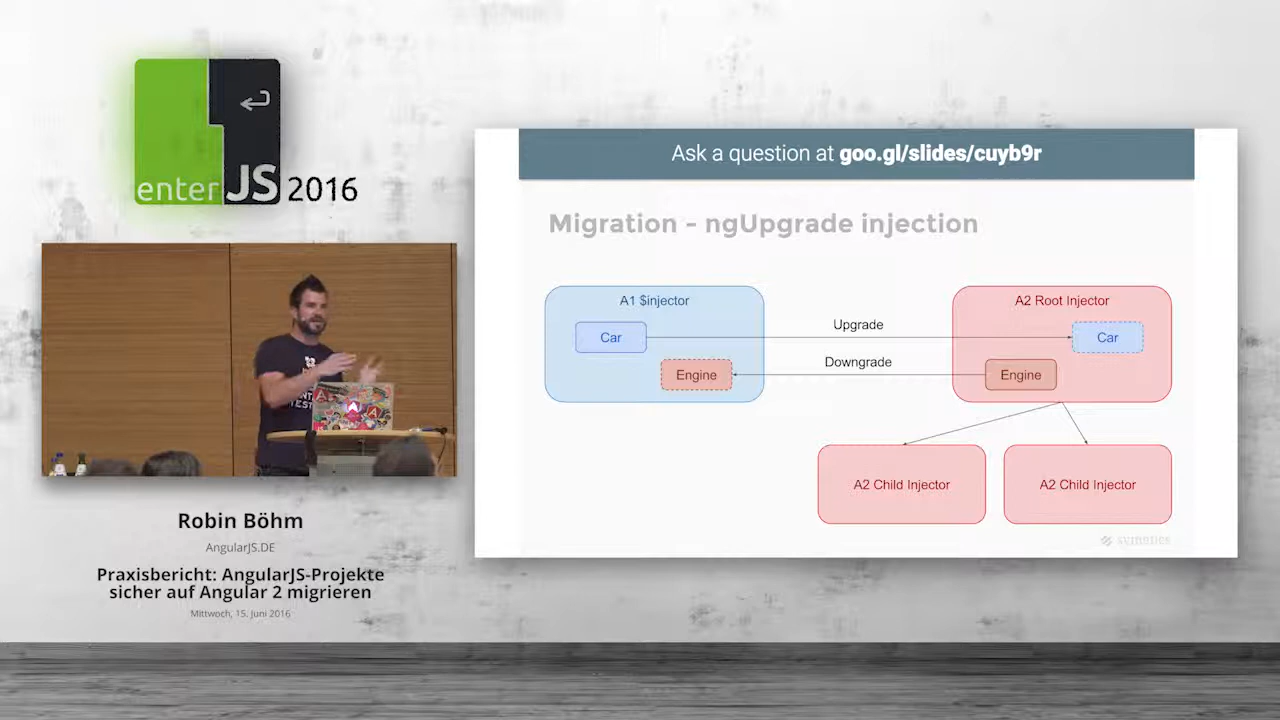 enterJS 2016
Robin Böhm
AngularJS.DE
Praxisbericht: AngularJS-Projekte
sicher auf Angular 2 migrieren
Mittwoch, 15. Juni 2016
Ask a question at goo.gl/slides/cuyb9r
Migration - ngUpgrade injection
A1 $injector
A2 Root Injector
Car
Upgrade
Car
Engine
Downgrade
Engine
A2 Child Injector
A2 Child Injector
symetics